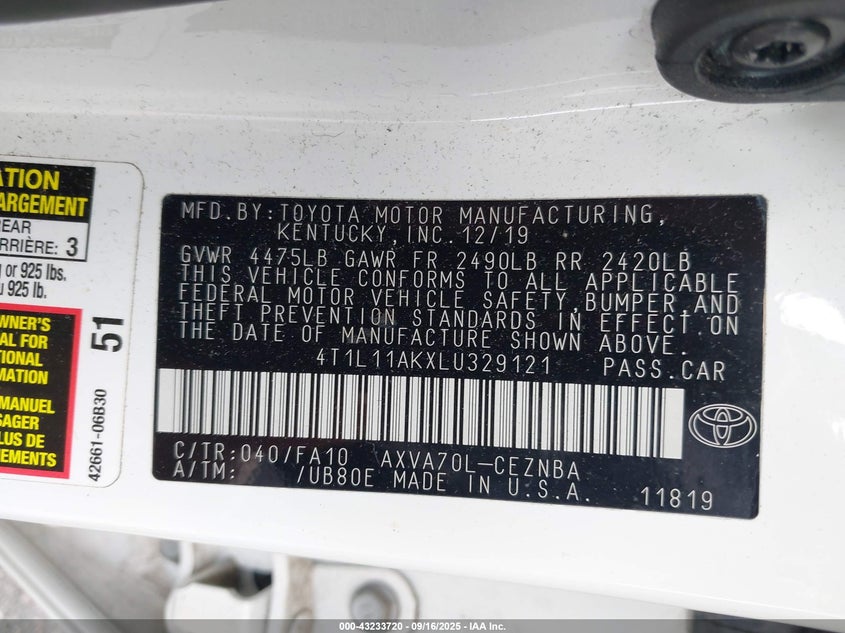 ATION
ARGEMENT
REAR
ARRIÈRE: 3
g or 925 lbs.
u 925 lb.
WNER'S
AL FOR
TIONAL
MATION
MANUEL
SAGER
LUS DE
NEMENTS
51
42661-06B30
MFD.BY:TOYOTA MOTOR MANUFACTURING,
KENTUCKY,INC.12/19
GVWR 4475LB GAWR FR 2490LB RR 2420LB
THIS VEHICLE CONFORMS TO ALL APPLICABLE
FEDERAL MOTOR VEHICLE SAFETY,BUMPER,AND
THEFT PREVENTION STANDARDS IN EFFECT ON
THE DATE OF MANUFACTURE SHOWN ABOVE.
4T1L11AKXLU329121 PASS.CAR
C/TR:040/FA10 AXVA70L-CEZNBA
A/TM: /UB80E MADE IN U.S.A. 11819
TOYOTA
000-43233720 - 09/16/2025 - IAA Inc.